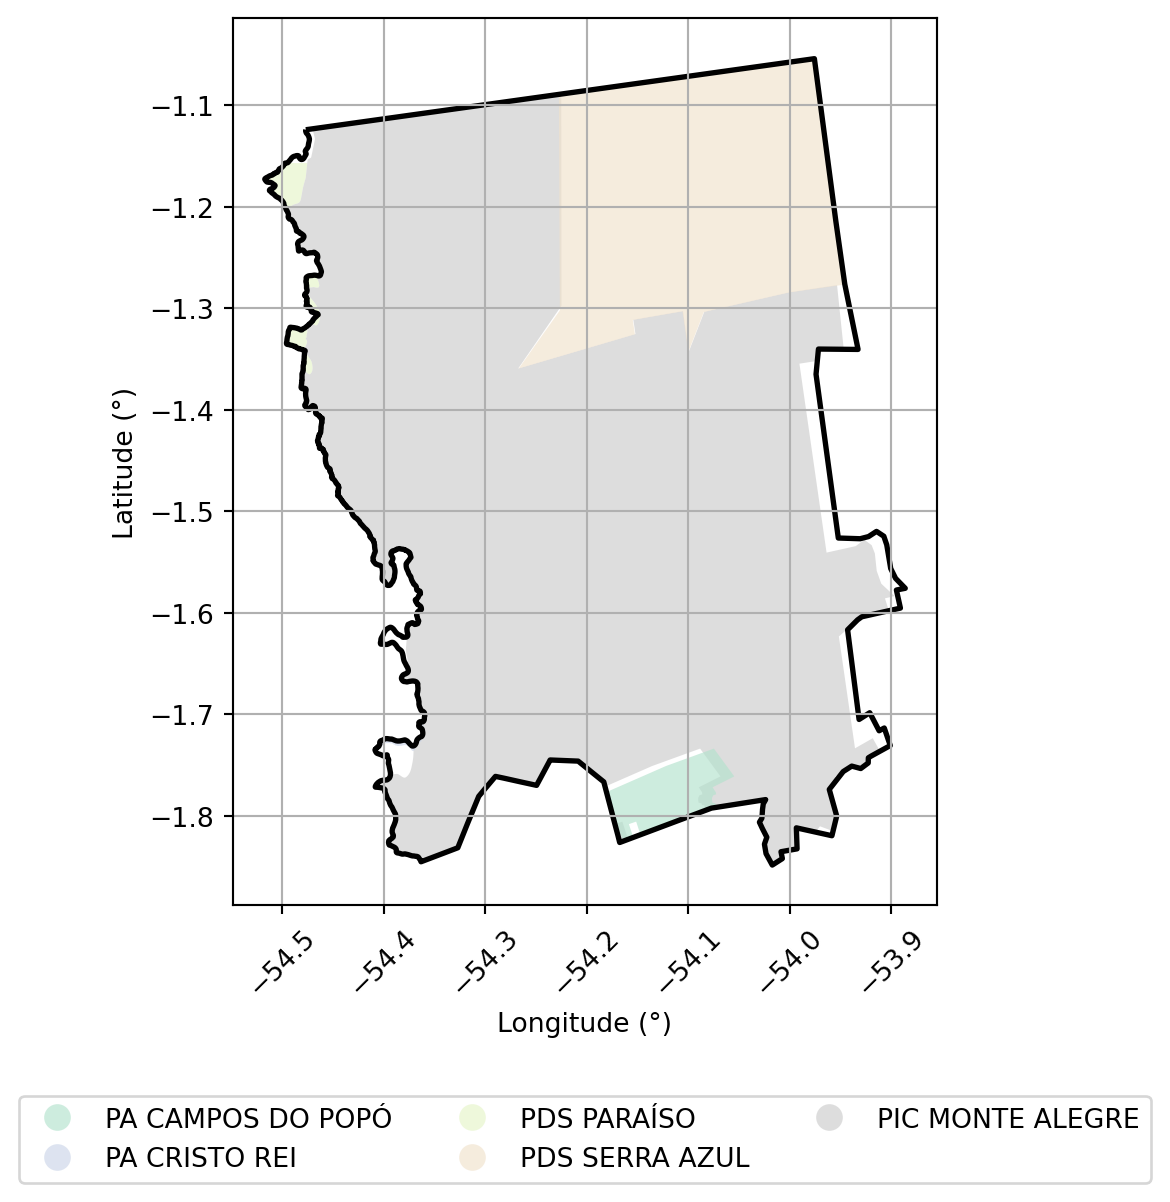 −1.1
−1.2
−1.3
−1.4
−1.5
−1.6
−1.7
−1.8
Latitude (°)
−54.5
−54.4
−54.3
−54.2
−54.1
−54.0
−53.9
Longitude (°)
PA CAMPOS DO POPÓ
PA CRISTO REI
PDS PARAÍSO
PDS SERRA AZUL
PIC MONTE ALEGRE